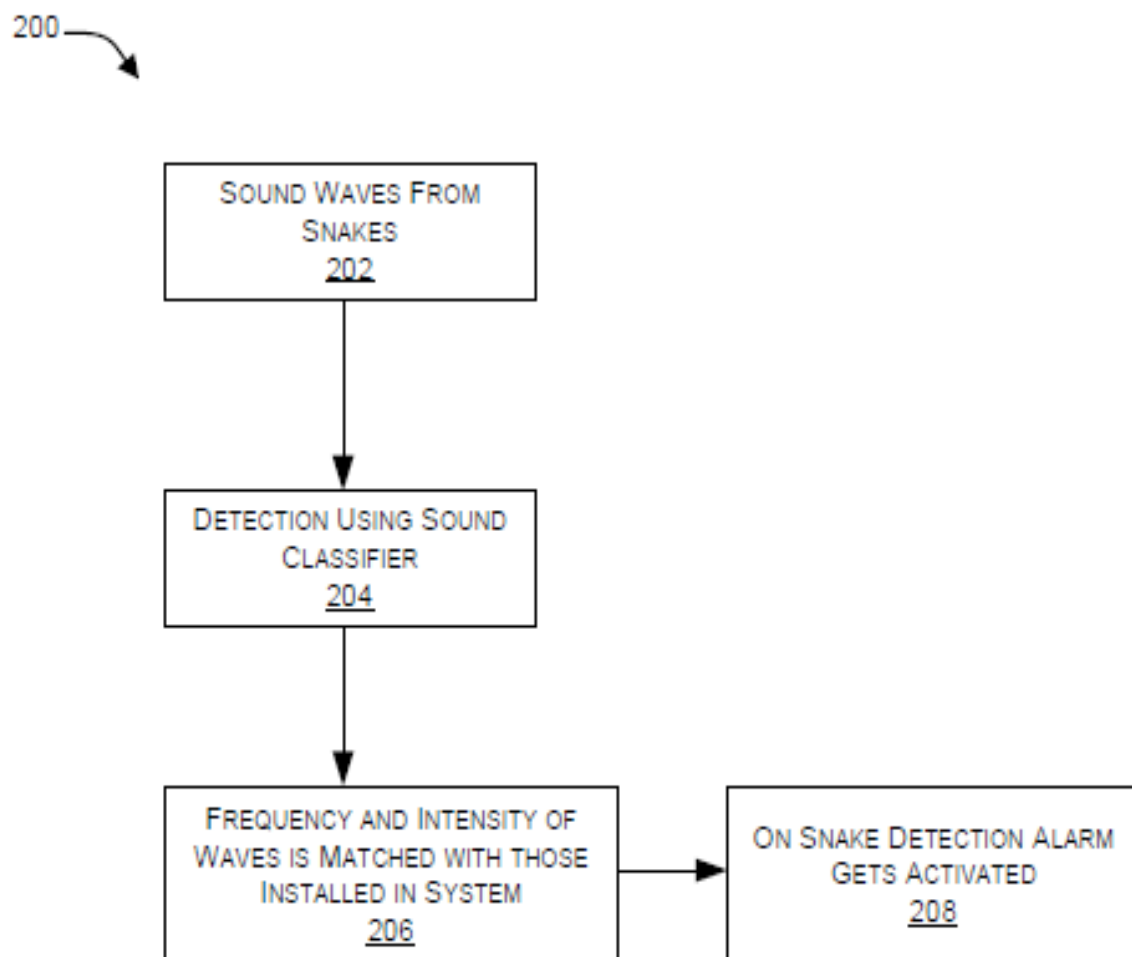 200
SOUND WAVES FROM
SNAKES
202
DETECTION USING SOUND
CLASSIFIER
204
FREQUENCY AND INTENSITY OF
WAVES IS MATCHED WITH THOSE
INSTALLED IN SYSTEM
206
ON SNAKE DETECTION ALARM
GETS ACTIVATED
208